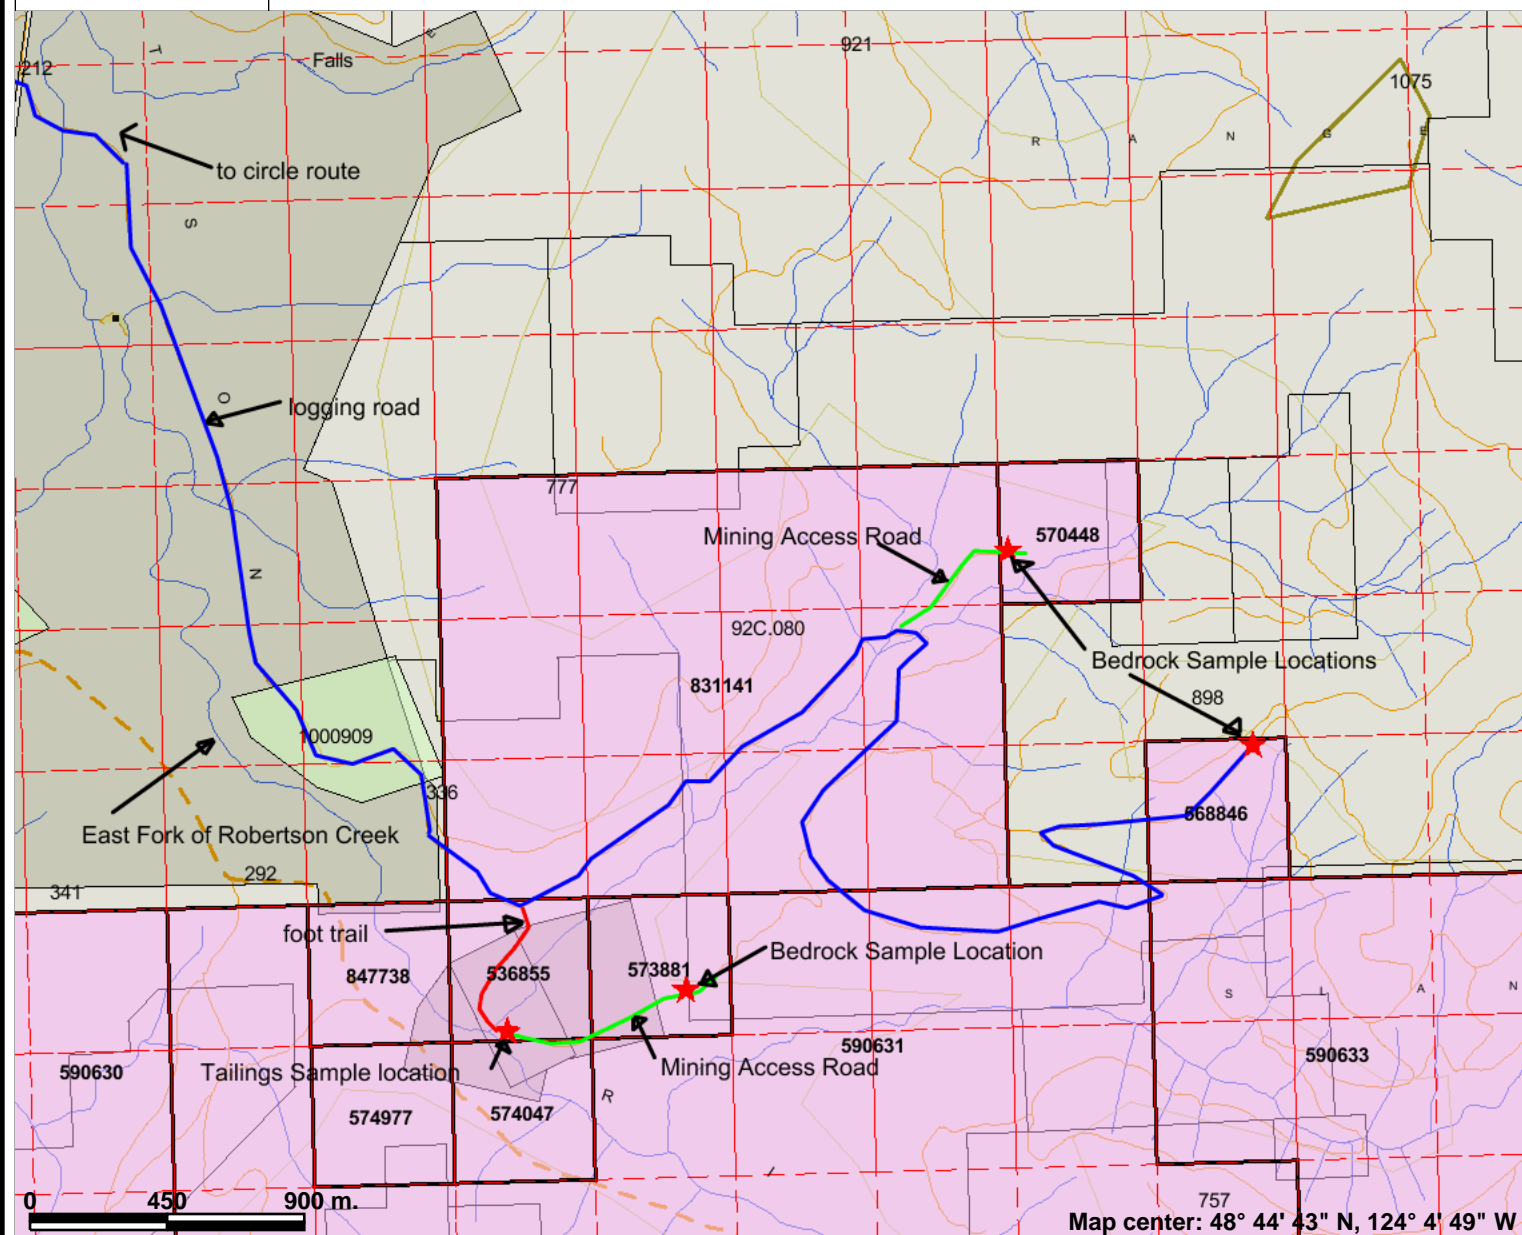 T
E
921
212
Falls
1075
R A N G E
to circle route
S
O
logging road
777
Mining Access Road
570448
N
92C.080
Bedrock Sample Locations
831141
898
1000909
336
568846
East Fork of Robertson Creek
292
341
foot trail
Bedrock Sample Location
847738
536855
573881
S L A N
590631
590633
590630
Tailings Sample location
Mining Access Road
R
574977
574047
I
757
0 450 900 m.
Map center: 48° 44' 43" N, 124° 4' 49" W